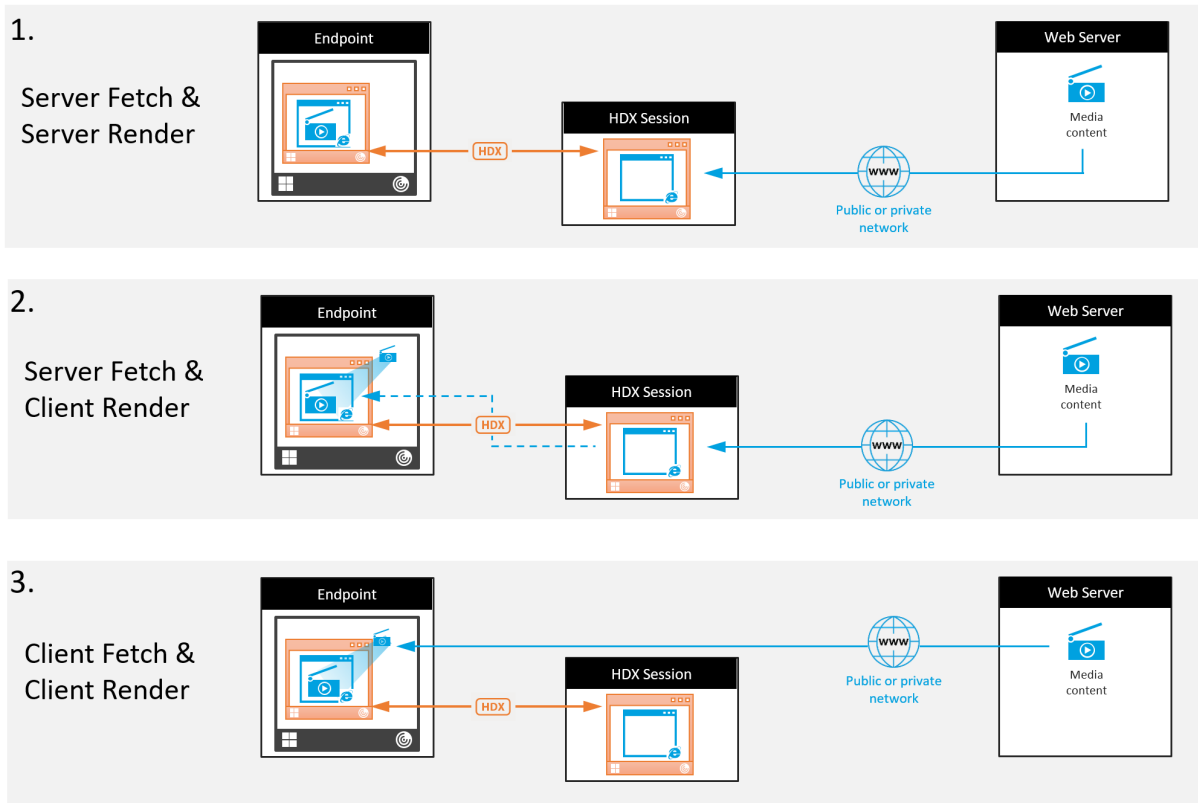 1.
Server Fetch &
Server Render
Endpoint
HDX
HDX Session
WWW
Public or private
network
Web Server
Media
content
2.
Server Fetch &
Client Render
Endpoint
HDX
HDX Session
WWW
Public or private
network
Web Server
Media
content
3.
Client Fetch &
Client Render
Endpoint
HDX
HDX Session
WWW
Public or private
network
Web Server
Media
content